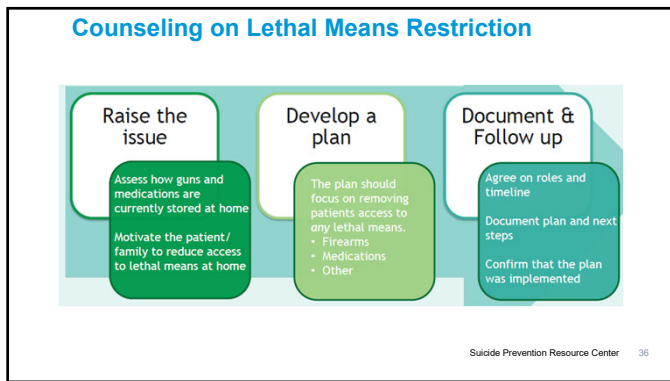 Counseling on Lethal Means Restriction
Raise the
issue
Assess how guns and
medications are
currently stored at home
Motivate the patient/
family to reduce access
to lethal means at home
Develop a
plan
The plan should
focus on removing
patients access to
any lethal means.
• Firearms
• Medications
• Other
Document &
Follow up
Agree on roles and
timeline
Document plan and next
steps
Confirm that the plan
was implemented
Suicide Prevention Resource Center 36